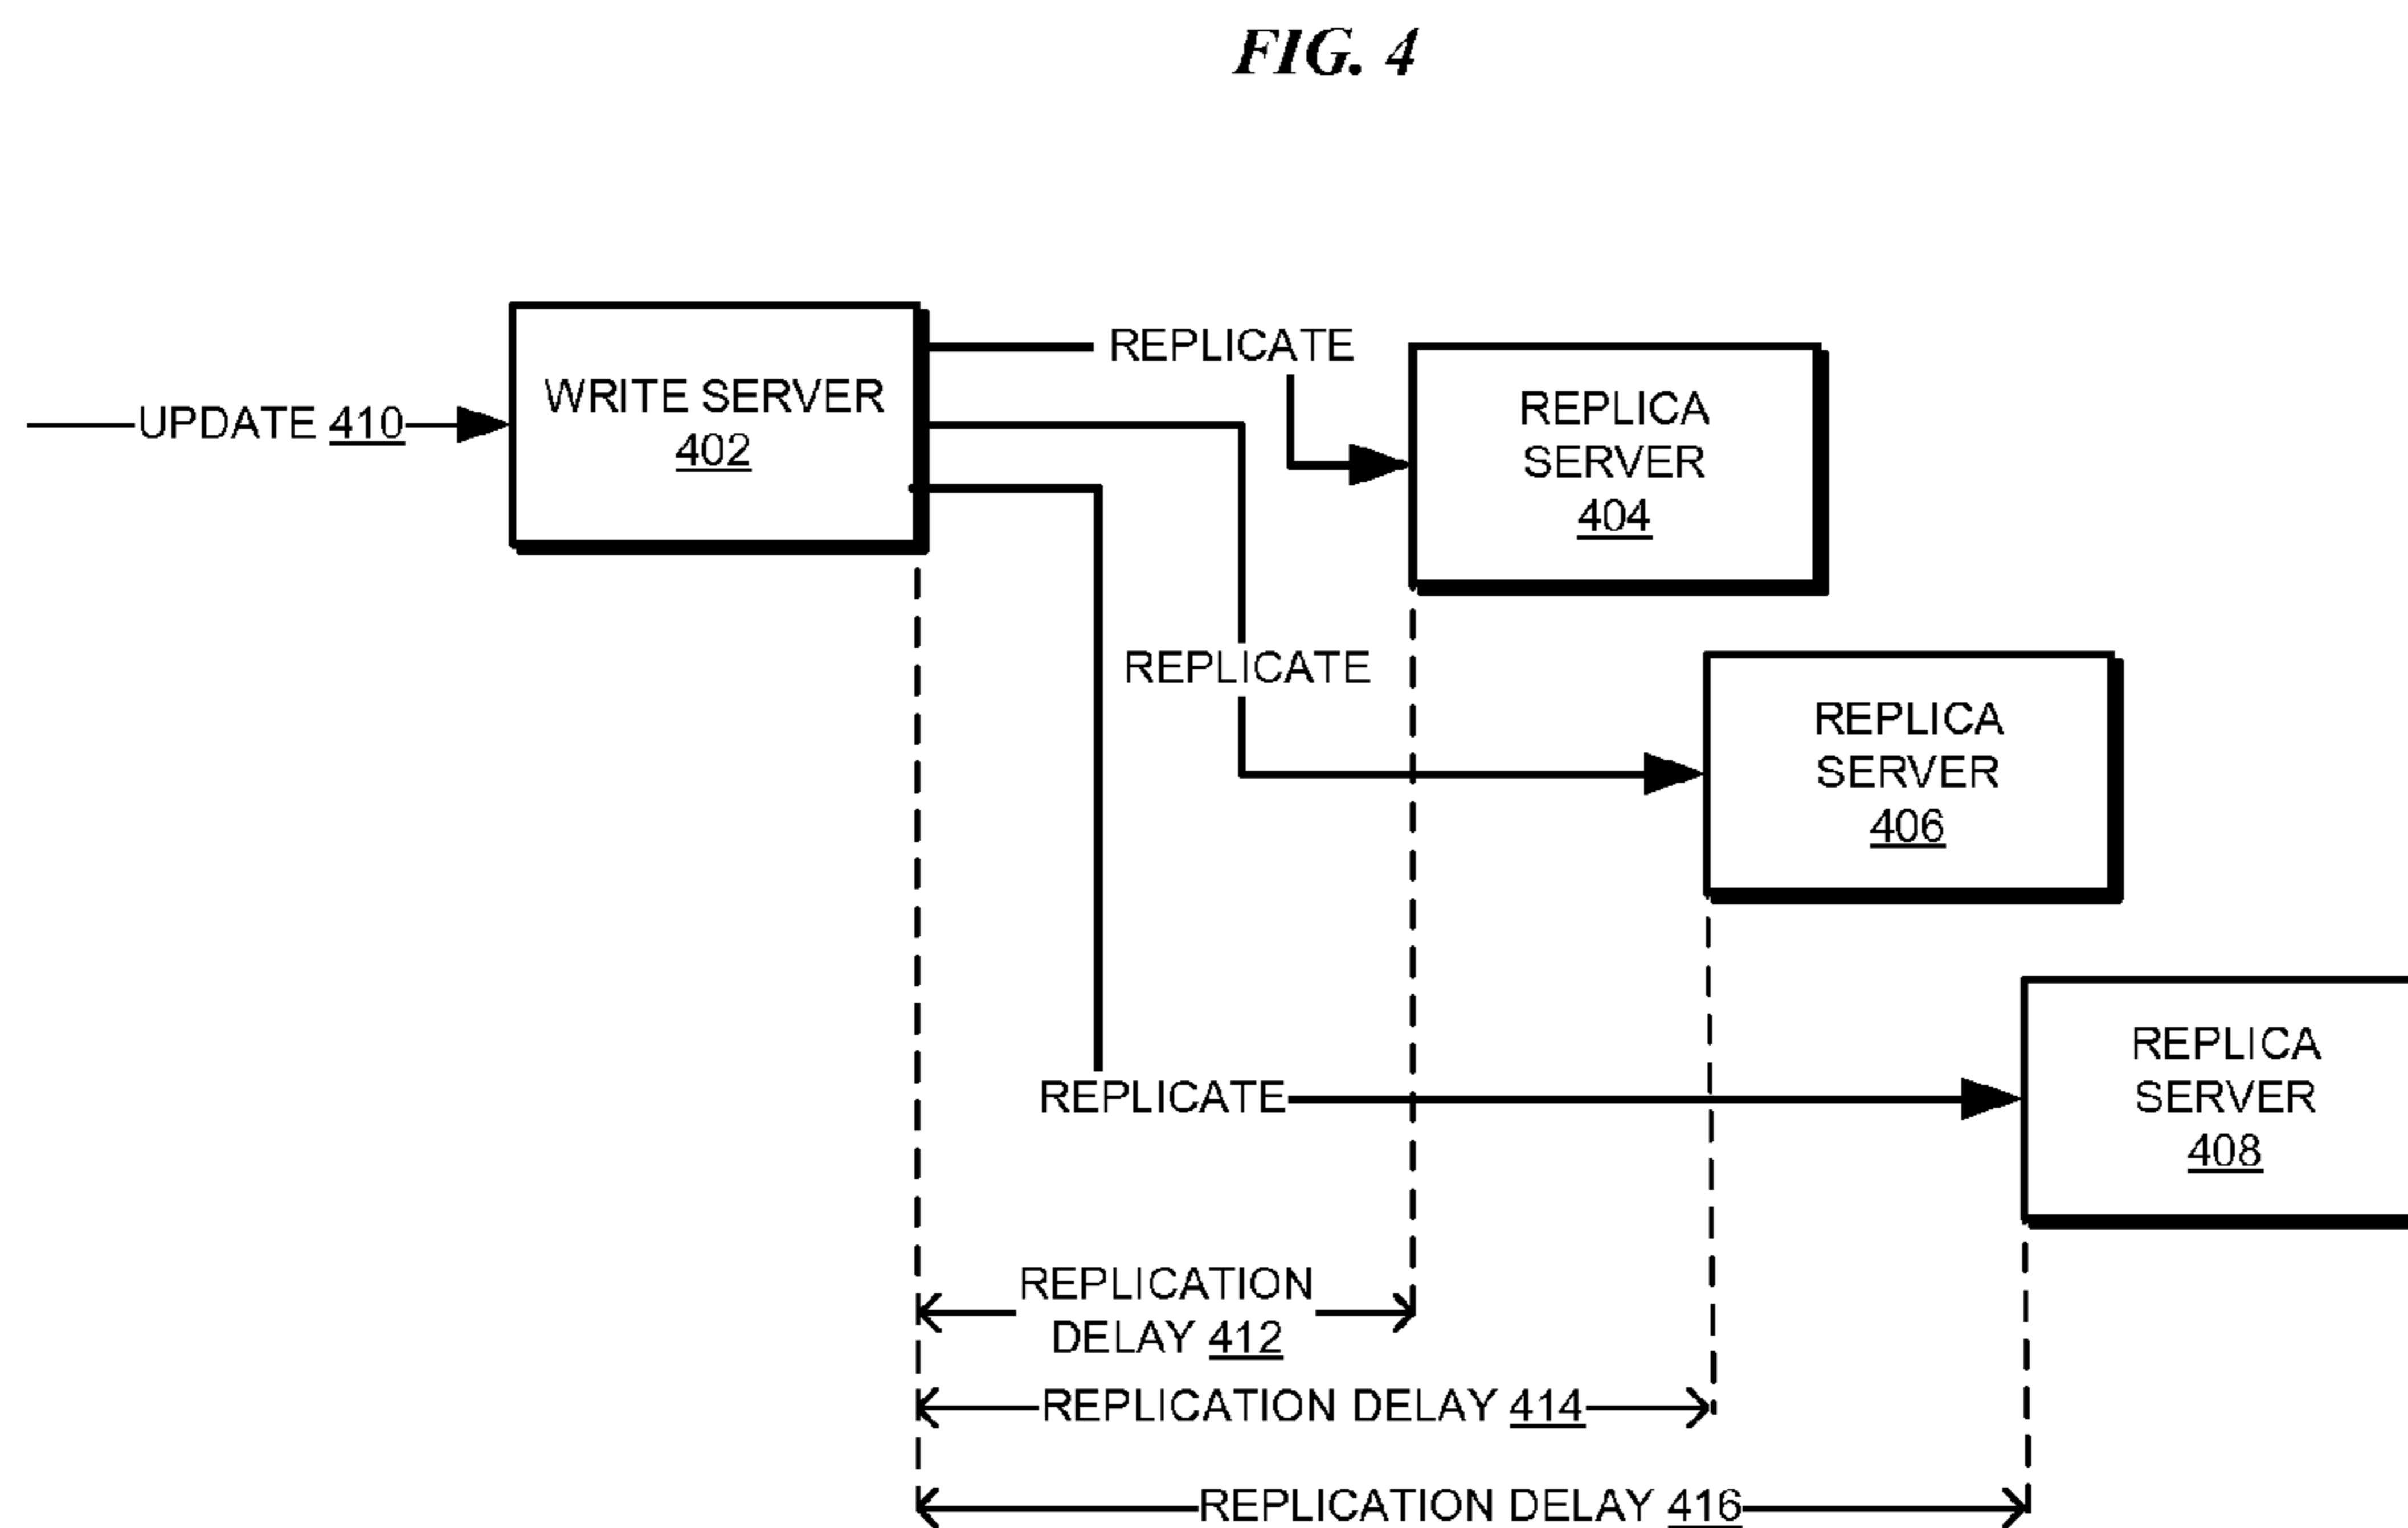 FIG. 4
REPLICATE
UPDATE 410
WRITE SERVER
402
REPLICA
SERVER
404
REPLICATE
REPLICA
SERVER
406
REPLICATE
REPLICA
SERVER
408
REPLICATION
DELAY 412
REPLICATION DELAY 414
REPLICATION DELAY 416